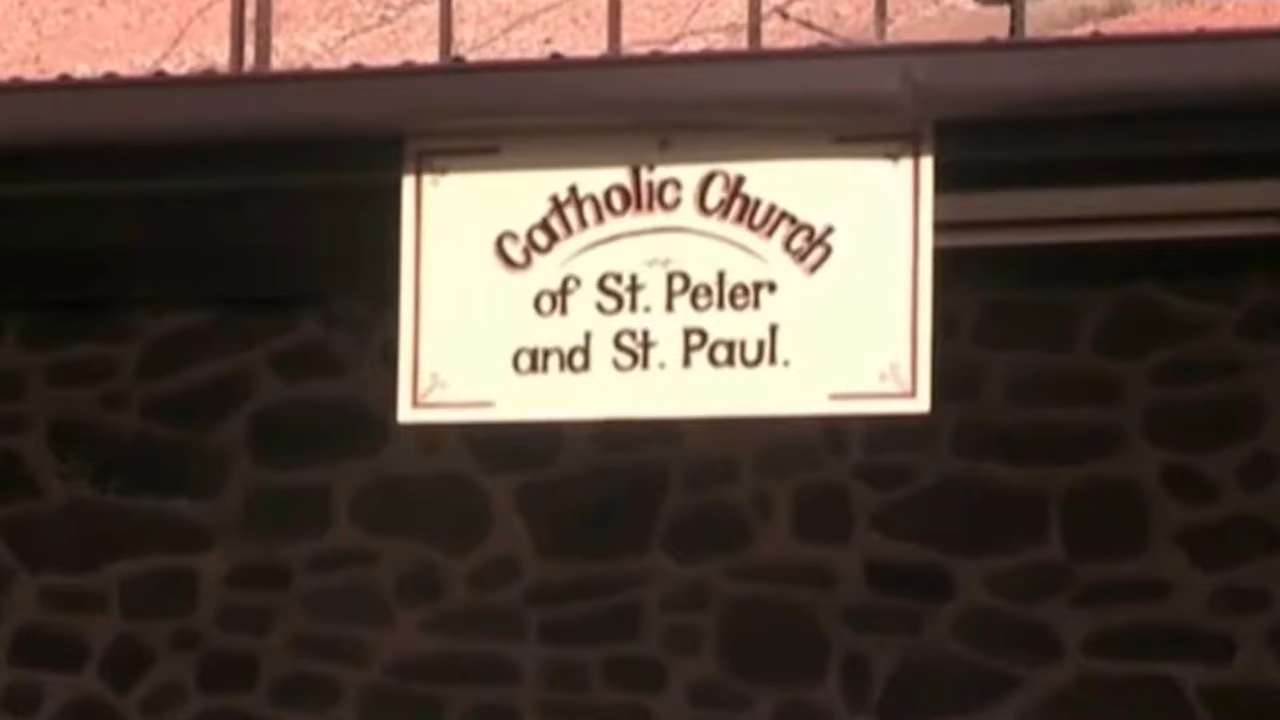 Catholic Church
of St. Peler
and St. Paul.